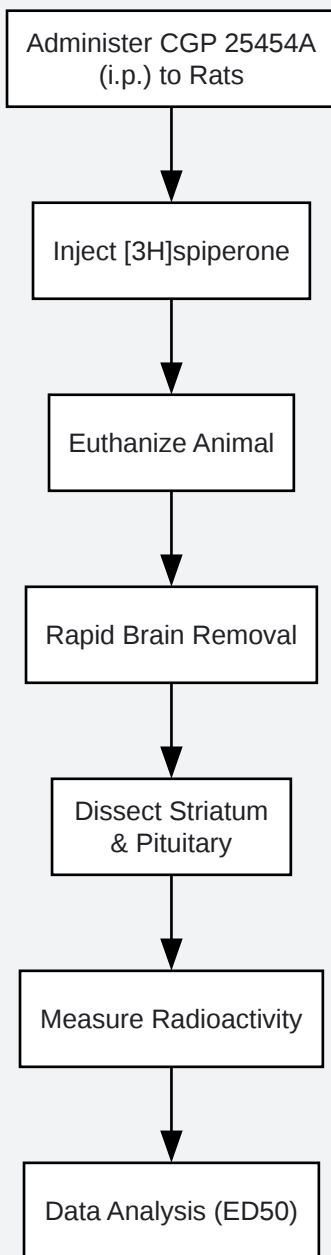 Administer CGP 25454A
(i.p.) to Rats
Inject [3H]spiperone
Euthanize Animal
Rapid Brain Removal
Dissect Striatum
& Pituitary
Measure Radioactivity
Data Analysis (ED50)